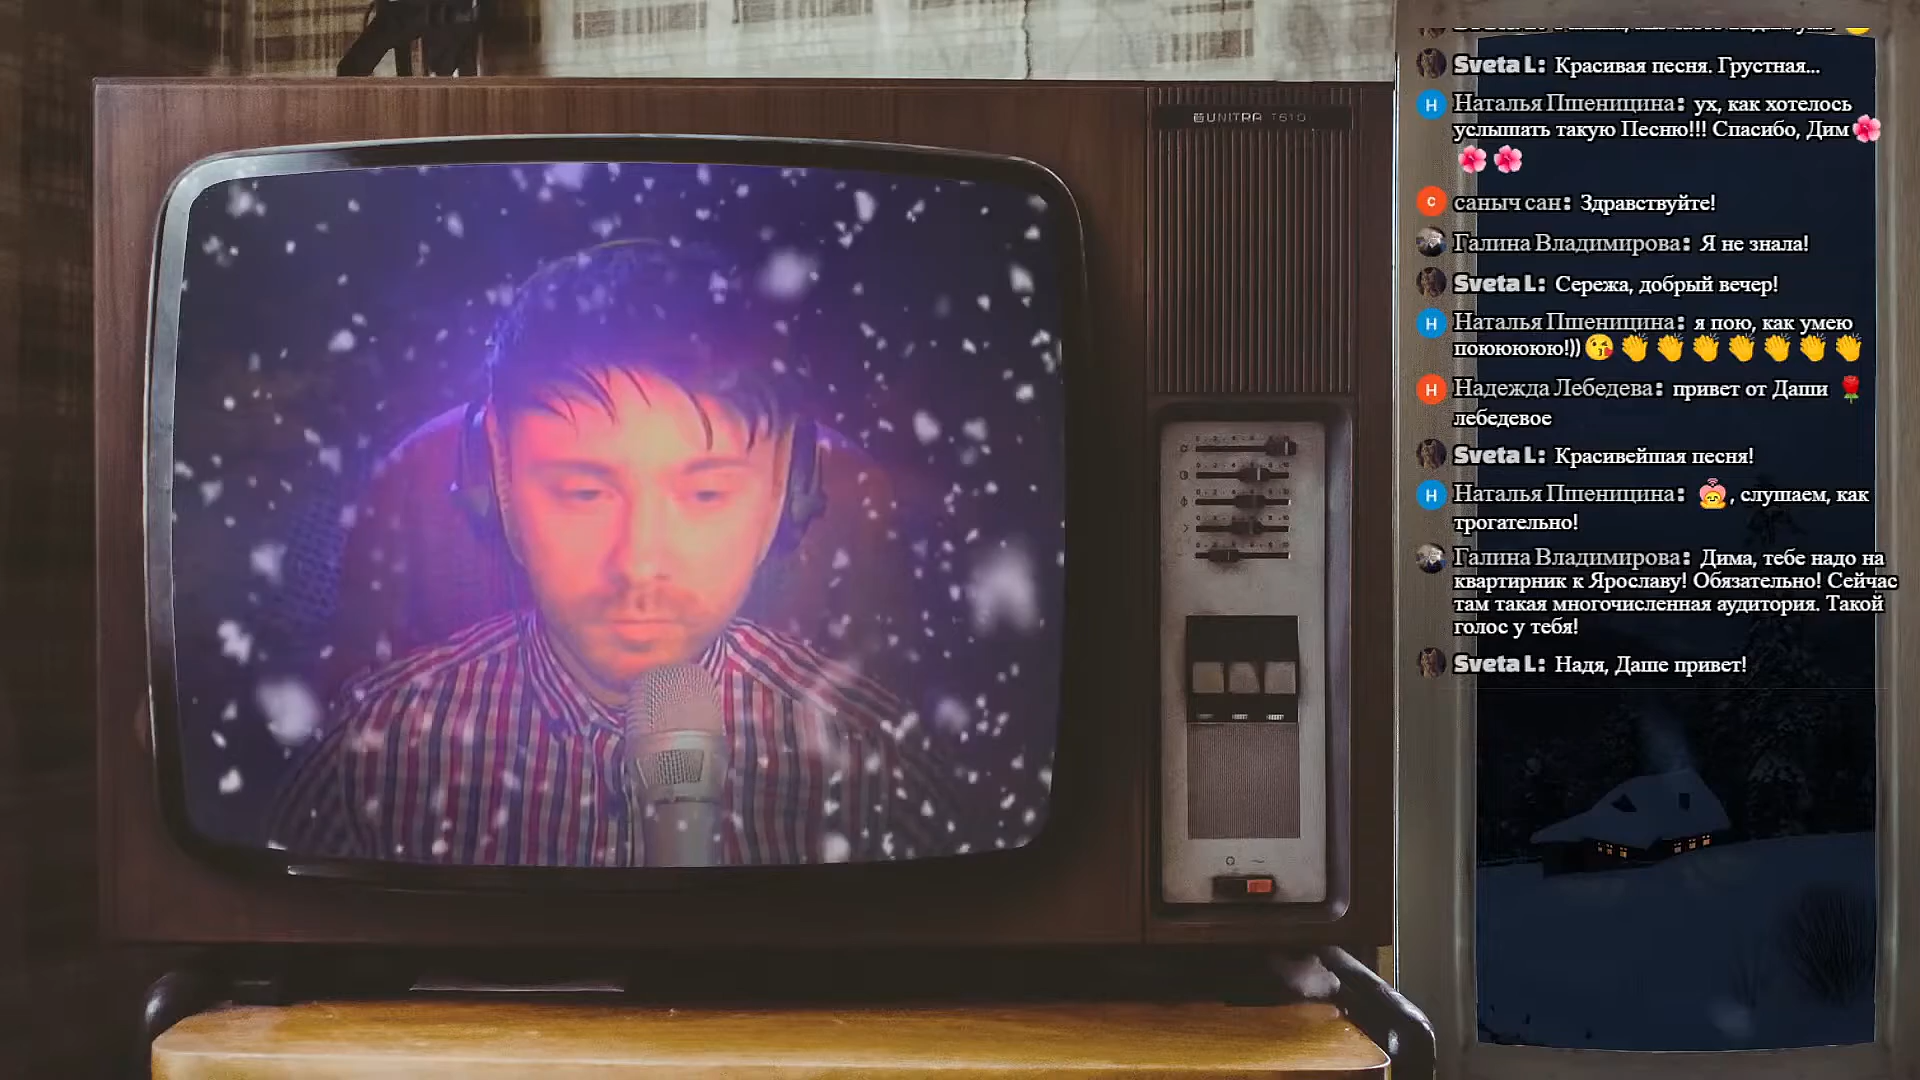 UNITRA T610
Sveta L: Красивая песня. Грустная...
Наталья Пшеницина: ух, как хотелось
услышать такую Песню!!! Спасибо, Дим🌺
🌺🌺
саныч сан: Здравствуйте!
Галина Владимирова: Я не знала!
Sveta L: Сережа, добрый вечер!
Наталья Пшеницина: я пою, как умею
поюююююю!))😘👏👏👏👏👏👏👏
Надежда Лебедева: привет от Даши 🌹
лебедевое
Sveta L: Красивейшая песня!
Наталья Пшеницина: , слушаем, как
трогательно!
Галина Владимирова: Дима, тебе надо на
квартирник к Ярославу! Обязательно! Сейчас
там такая многочисленная аудитория. Такой
голос у тебя!
Sveta L: Надя, Даше привет!